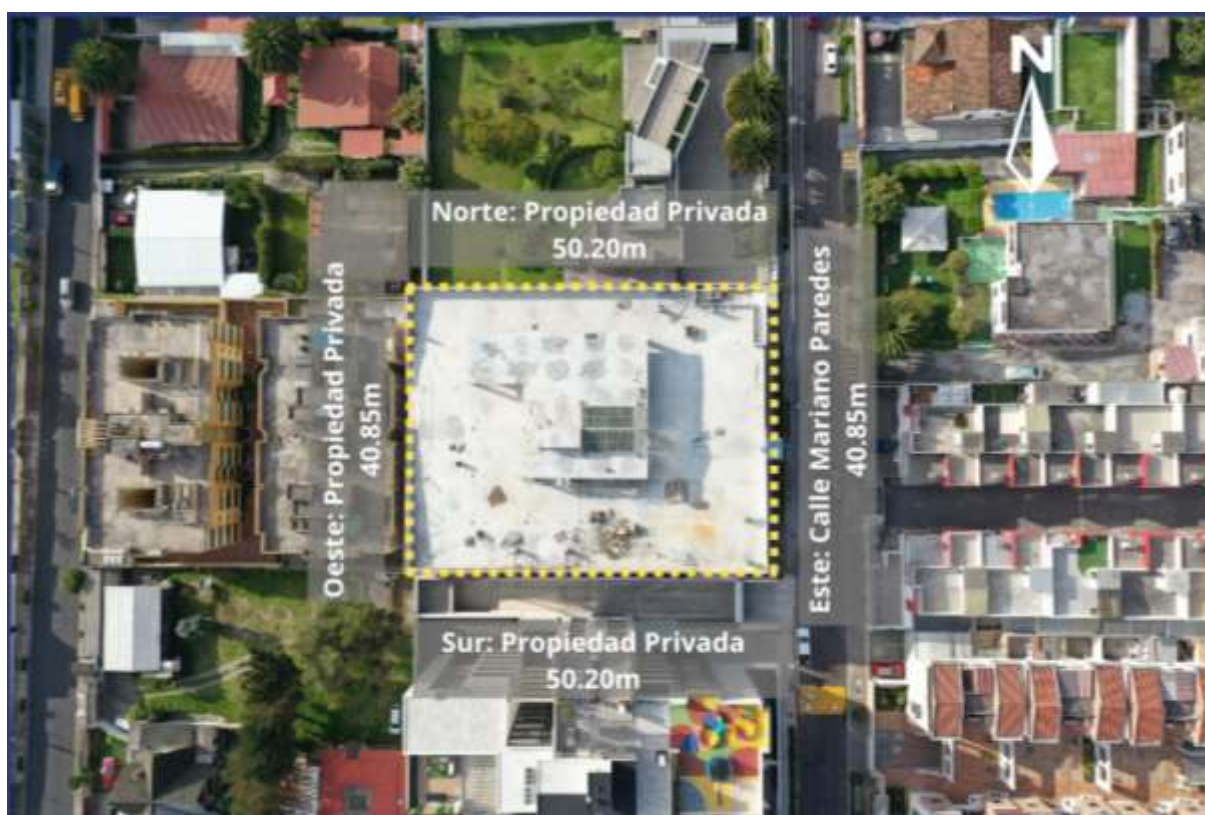 N
Norte: Propiedad Privada
50.20m
Oeste: Propiedad Privada
40.85m
Este: Calle Mariano Paredes
40.85m
Sur: Propiedad Privada
50.20m